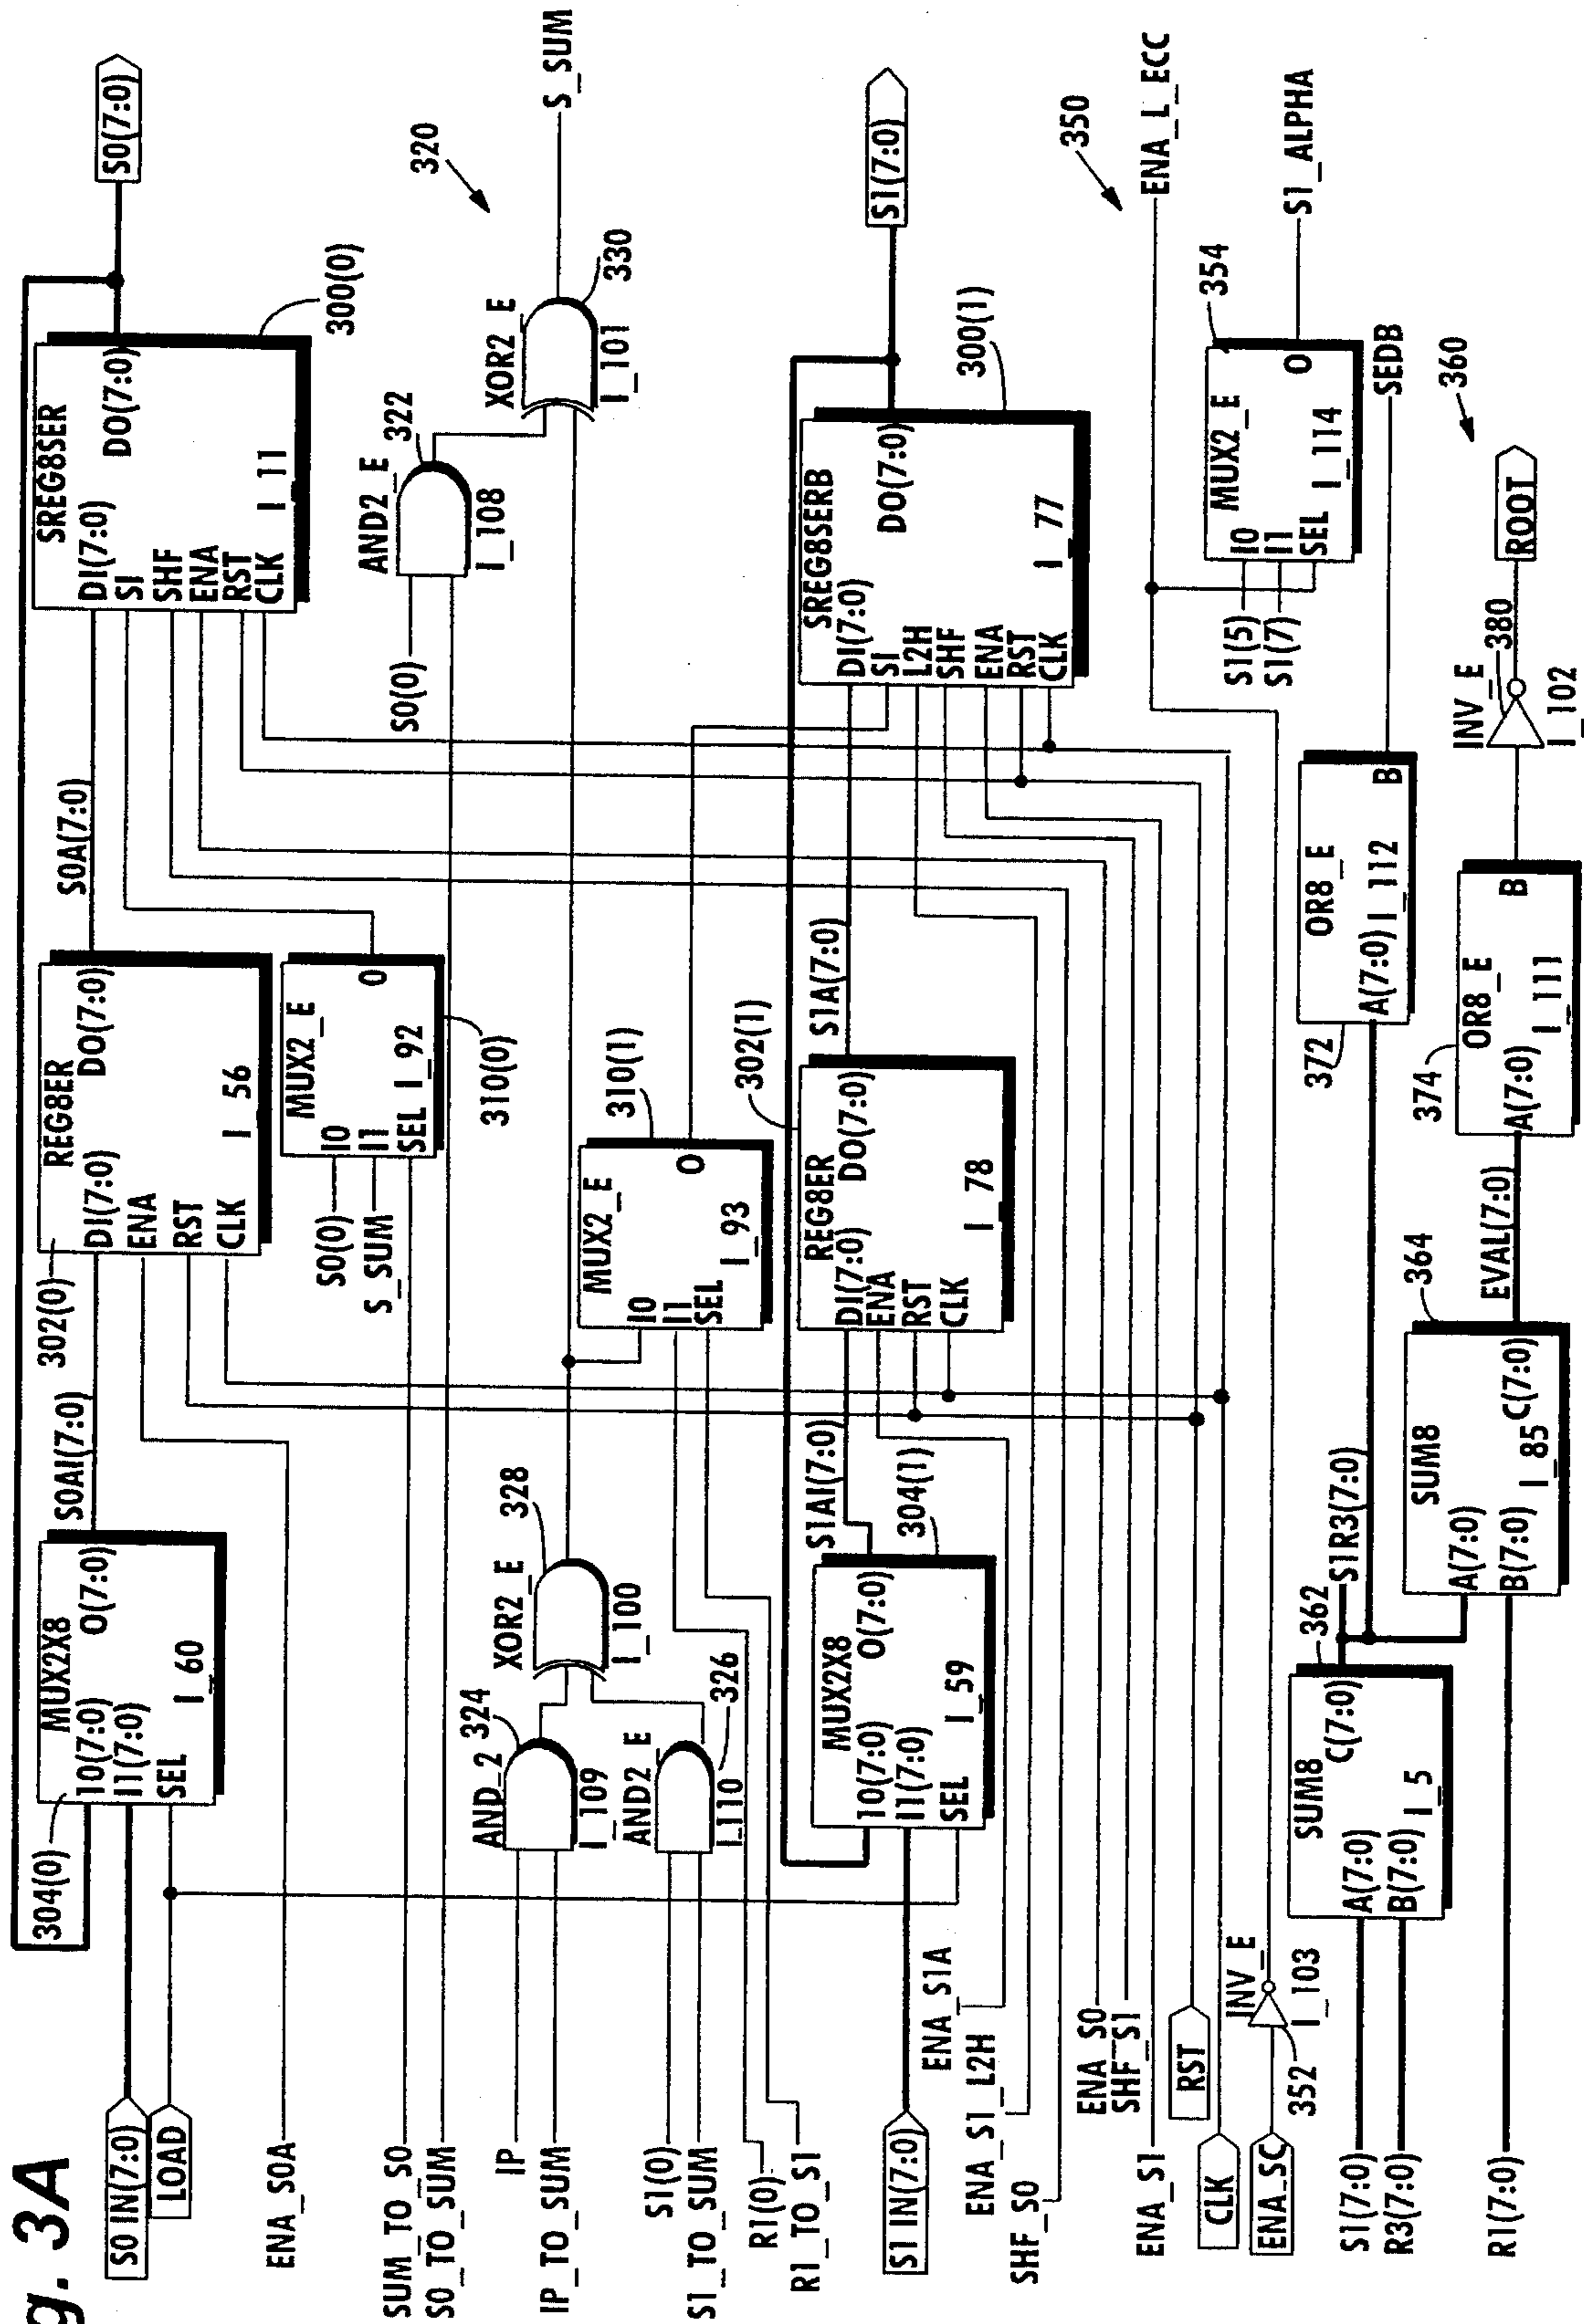 g. 3A
S0 IN(7:0)
LOAD
ENA_S0A
SUM_TO_S0
S0_TO_SUM
IP
IP_TO_SUM
S1(0)
S1_TO_SUM
R1(0)
R1_TO_S1
S1 IN(7:0)
ENA_S1A
ENA_S1_L2H
SHF_S0
ENA_S0
SHF_S1
ENA_S1
RST
CLK
ENA_SC
S1(7:0)
R3(7:0)
R1(7:0)
304(0)
MUX2X8
I0(7:0)
I1(7:0)
SEL
O(7:0)
I_60
S0AI(7:0)
302(0)
REG8ER
DI(7:0)
ENA
RST
CLK
DO(7:0)
I_56
S0A(7:0)
SREG8SER
DI(7:0)
SI
SHF
ENA
RST
CLK
DO(7:0)
I_11
300(0)
S0(7:0)
S0(0)
S_SUM
MUX2_E
I0
I1
SEL
I_92
O
310(0)
S0(0)
AND2_E
322
I_108
XOR2_E
330
I_101
S_SUM
320
AND_2
324
I_109
AND2_E
326
I_110
XOR2_E
328
I_100
MUX2_E
I0
I1
SEL
O
I_93
310(1)
MUX2X8
I0(7:0)
I1(7:0)
SEL
O(7:0)
I_59
304(1)
S1AI(7:0)
302(1)
REG8ER
DI(7:0)
ENA
RST
CLK
DO(7:0)
I_78
S1A(7:0)
SREG8SERB
DI(7:0)
SI
L2H
SHF
ENA
RST
CLK
DO(7:0)
I_77
300(1)
S1(7:0)
INV_E
I_103
352
350
ENA_L_ECC
S1(5)
S1(7)
MUX2_E
I0
I1
SEL
O
I_114
354
S1_ALPHA
SUM8
A(7:0)
B(7:0)
C(7:0)
I_5
362
S1R3(7:0)
SUM8
A(7:0)
B(7:0)
C(7:0)
I_85
364
EVAL(7:0)
372
OR8_E
A(7:0)
I_112
B
SEDB
374
OR8_E
A(7:0)
I_111
B
INV_E
380
I_102
ROOT
360